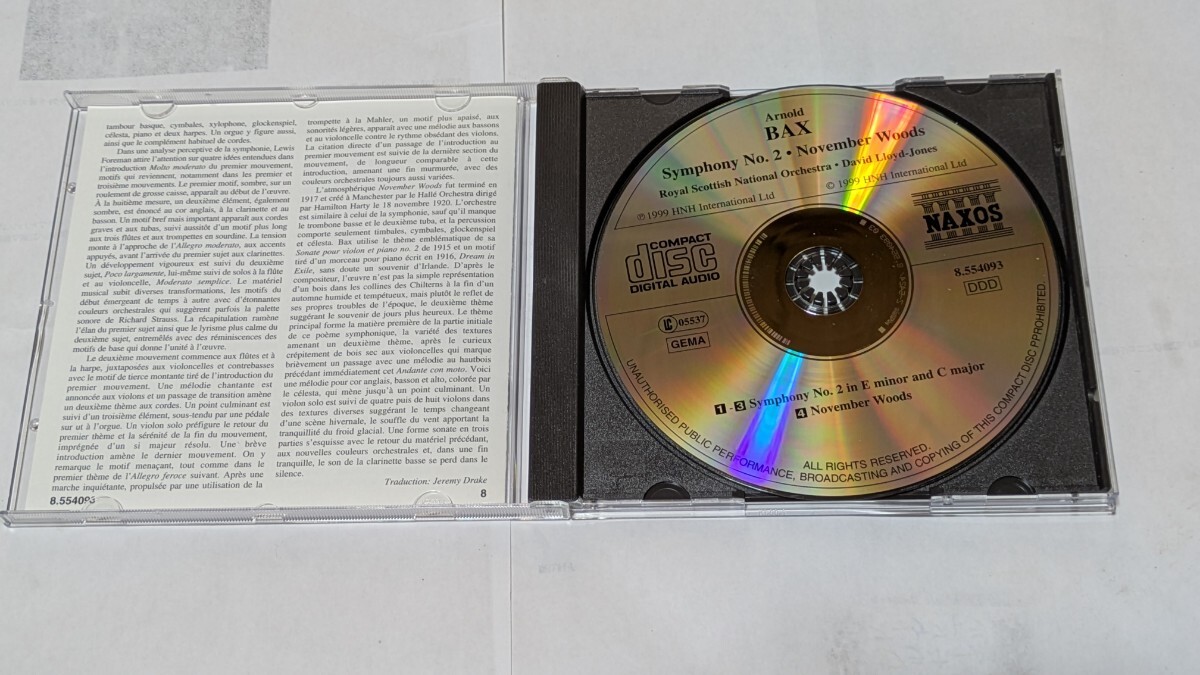 tambour basque, cymbales, xylophone, glockenspiel,
célesta, piano et deux harpes. Un orgue y figure aussi,
ainsi que le complément habituel de cordes.
Dans une analyse perceptive de la symphonie, Lewis
Foreman attire l'attention sur quatre idées entendues dans
l'introduction Molto moderato du premier mouvement,
motifs qui reviennent, notamment dans les premier et
troisième mouvements. Le premier motif, sombre, sur un
roulement de grosse caisse, apparaît au début de l'œuvre.
À la huitième mesure, un deuxième élément, également
sombre, est énoncé au cor anglais, à la clarinette et au
basson. Un motif bref mais important apparaît aux cordes
graves et aux tubas, suivi aussitôt d'un motif plus long
aux trois flûtes et aux trompettes en sourdine. La tension
monte à l'approche de l'Allegro moderato, aux accents
appuyés, avant l'arrivée du premier sujet aux clarinettes.
Un développement vigoureux est suivi du deuxième
sujet, Poco largamente, lui-même suivi de solos à la flûte
et au violoncelle, Moderato semplice. Le matériel
musical subit diverses transformations, les motifs du
début émergeant de temps à autre avec d'étonnantes
couleurs orchestrales qui suggèrent parfois la palette
sonore de Richard Strauss. La récapitulation ramène
l'élan du premier sujet ainsi que le lyrisme plus calme du
deuxième sujet, entremêlés avec des réminiscences des
motifs de base qui donne l'unité à l'œuvre.
Le deuxième mouvement commence aux flûtes et à
la harpe, juxtaposées aux violoncelles et contrebasses
avec le motif de tierce montante tiré de l'introduction du
premier mouvement. Une mélodie chantante est
annoncée aux violons et un passage de transition amène
un deuxième thème aux cordes. Un point culminant est
suivi d'un troisième élément, sous-tendu par une pédale
sur ut à l'orgue. Un violon solo préfigure le retour du
premier thème et la sérénité de la fin du mouvement,
imprégnée d'un si majeur résolu. Une brève
introduction amène le dernier mouvement. On y
remarque le motif menaçant, tout comme dans le
premier thème de l'Allegro feroce suivant. Après une
marche inquiétante, propulsée par une utilisation de la
8.554093
trompette à la Mahler, un motif plus apaisé, aux
sonorités légères, apparaît avec une mélodie aux bassons
et au violoncelle contre le rythme obsédant des violons.
La citation directe d'un passage de l'introduction au
premier mouvement est suivie de la dernière section du
mouvement, de longueur comparable à cette
introduction, amenant une fin murmurée, avec des
couleurs orchestrales toujours aussi variées.
L'atmosphérique November Woods fut terminé en
1917 et créé à Manchester par le Hallé Orchestra dirigé
par Hamilton Harty le 18 novembre 1920. L'orchestre
est similaire à celui de la symphonie, sauf qu'il manque
le trombone basse et le deuxième tuba, et la percussion
comporte seulement timbales, cymbales, glockenspiel
et célesta. Bax utilise le thème emblématique de sa
Sonate pour violon et piano no. 2 de 1915 et un motif
tiré d'un morceau pour piano écrit en 1916, Dream in
Exile, sans doute un souvenir d'Irlande. D'après le
compositeur, l'œuvre n'est pas la simple représentation
d'un bois dans les collines des Chilterns à la fin d'un
automne humide et tempétueux, mais plutôt le reflet de
ses propres troubles de l'époque, le deuxième thème
suggérant le souvenir de jours plus heureux. Le thème
principal forme la matière première de la partie initiale
de ce poème symphonique, la variété des textures
amenant un deuxième thème, après le curieux
crépitement de bois sec aux violoncelles qui marque
brièvement un passage avec une mélodie au hautbois
précédant immédiatement cet Andante con moto. Voici
une mélodie pour cor anglais, basson et alto, colorée par
le célesta, qui mène jusqu'à un point culminant. Un
violon solo est suivi de quatre puis de huit violons dans
des textures diverses suggérant le temps changeant
d'une scène hivernale, le souffle du vent apportant la
tranquillité du froid glacial. Une forme sonate en trois
parties s'esquisse avec le retour du matériel précédant,
aux nouvelles couleurs orchestrales et, dans une fin
tranquille, le son de la clarinette basse se perd dans le
silence.
Traduction: Jeremy Drake
8
Arnold
BAX
Symphony No. 2 • November Woods
Royal Scottish National Orchestra • David Lloyd-Jones
℗ 1999 HNH International Ltd
© 1999 HNH International Ltd
COMPACT
disc
DIGITAL AUDIO
NAXOS
8.554093
DDD
LC 05537
GEMA
1 - 3 Symphony No. 2 in E minor and C major
4 November Woods
ALL RIGHTS RESERVED.
UNAUTHORISED PUBLIC PERFORMANCE, BROADCASTING AND COPYING OF THIS COMPACT DISC PROHIBITED.